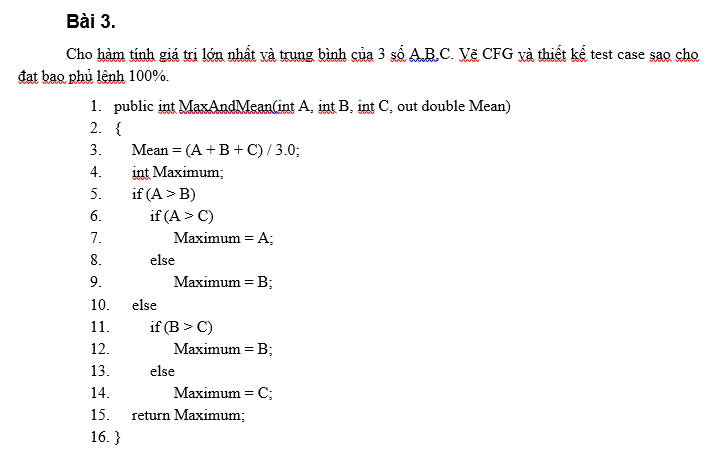 Bài 3.
Cho hàm tính giá trị lớn nhất và trung bình của 3 số A,B,C. Vẽ CFG và thiết kế test case sao cho
đạt bao phủ lệnh 100%.
1. public int MaxAndMean(int A, int B, int C, out double Mean)
2. {
3. Mean = (A + B + C) / 3.0;
4. int Maximum;
5. if (A > B)
6. if (A > C)
7. Maximum = A;
8. else
9. Maximum = B;
10. else
11. if (B > C)
12. Maximum = B;
13. else
14. Maximum = C;
15. return Maximum;
16. }